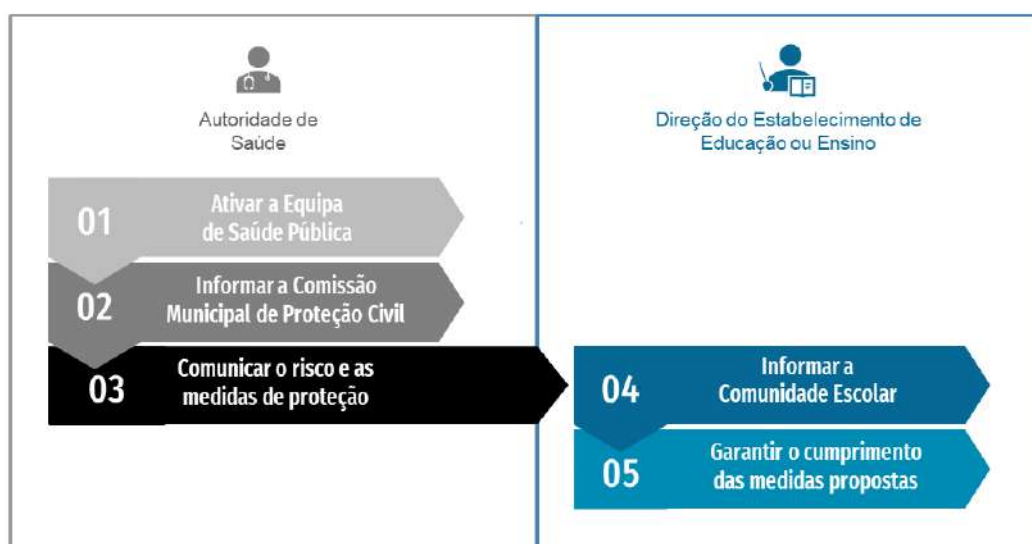 Autoridade de
Saúde
01
Ativar a Equipa
de Saúde Pública
02
Informar a Comissão
Municipal de Proteção Civil
03
Comunicar o risco e as
medidas de proteção
Direção do Estabelecimento de
Educação ou Ensino
04
Informar a
Comunidade Escolar
05
Garantir o cumprimento
das medidas propostas